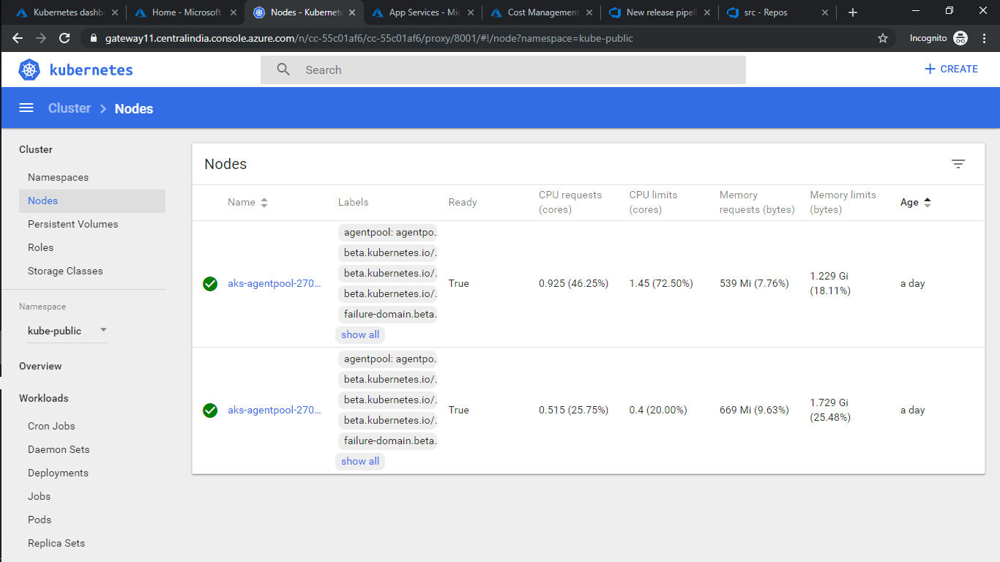 Kubernetes dashb
Home - Microsoft
Nodes - Kubernete
App Services - Mic
Cost Management
New release pipeli
src - Repos
gateway11.centralindia.console.azure.com/n/cc-55c01af6/cc-55c01af6/proxy/8001/#!/node?namespace=kube-public
Incognito
kubernetes
Search
+ CREATE
Cluster > Nodes
Cluster
Namespaces
Nodes
Persistent Volumes
Roles
Storage Classes
Namespace
kube-public
Overview
Workloads
Cron Jobs
Daemon Sets
Deployments
Jobs
Pods
Replica Sets
Nodes
Name
Labels
Ready
CPU requests
(cores)
CPU limits
(cores)
Memory
requests (bytes)
Memory limits
(bytes)
Age
aks-agentpool-270...
agentpool: agentpo..
beta.kubernetes.io/.
beta.kubernetes.io/.
beta.kubernetes.io/.
failure-domain.beta.
show all
True
0.925 (46.25%)
1.45 (72.50%)
539 Mi (7.76%)
1.229 Gi
(18.11%)
a day
aks-agentpool-270...
agentpool: agentpo..
beta.kubernetes.io/.
beta.kubernetes.io/.
beta.kubernetes.io/.
failure-domain.beta.
show all
True
0.515 (25.75%)
0.4 (20.00%)
669 Mi (9.63%)
1.729 Gi
(25.48%)
a day